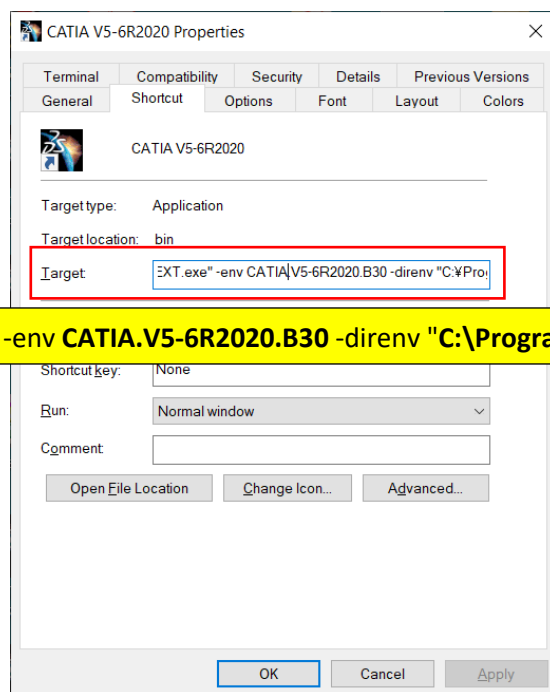 CATIA V5-6R2020 Properties
Terminal Compatibility Security Details Previous Versions
General Shortcut Options Font Layout Colors
CATIA V5-6R2020
Target type: Application
Target location: bin
Target: EXT.exe" -env CATIA.V5-6R2020.B30 -direnv "C:¥Prog
-env CATIA.V5-6R2020.B30 -direnv "C:\Progra
Shortcut key: None
Run: Normal window
Comment:
Open File Location Change Icon... Advanced...
OK Cancel Apply